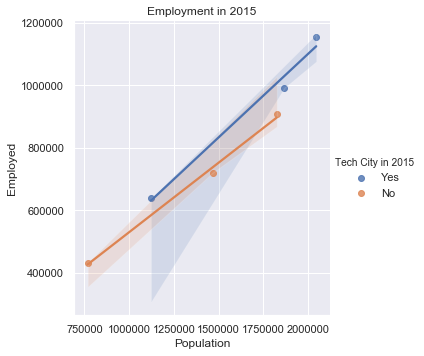 Employment in 2015
1200000
1000000
800000
600000
400000
Employed
750000 1000000 1250000 1500000 1750000 2000000
Population
Tech City in 2015
Yes
No